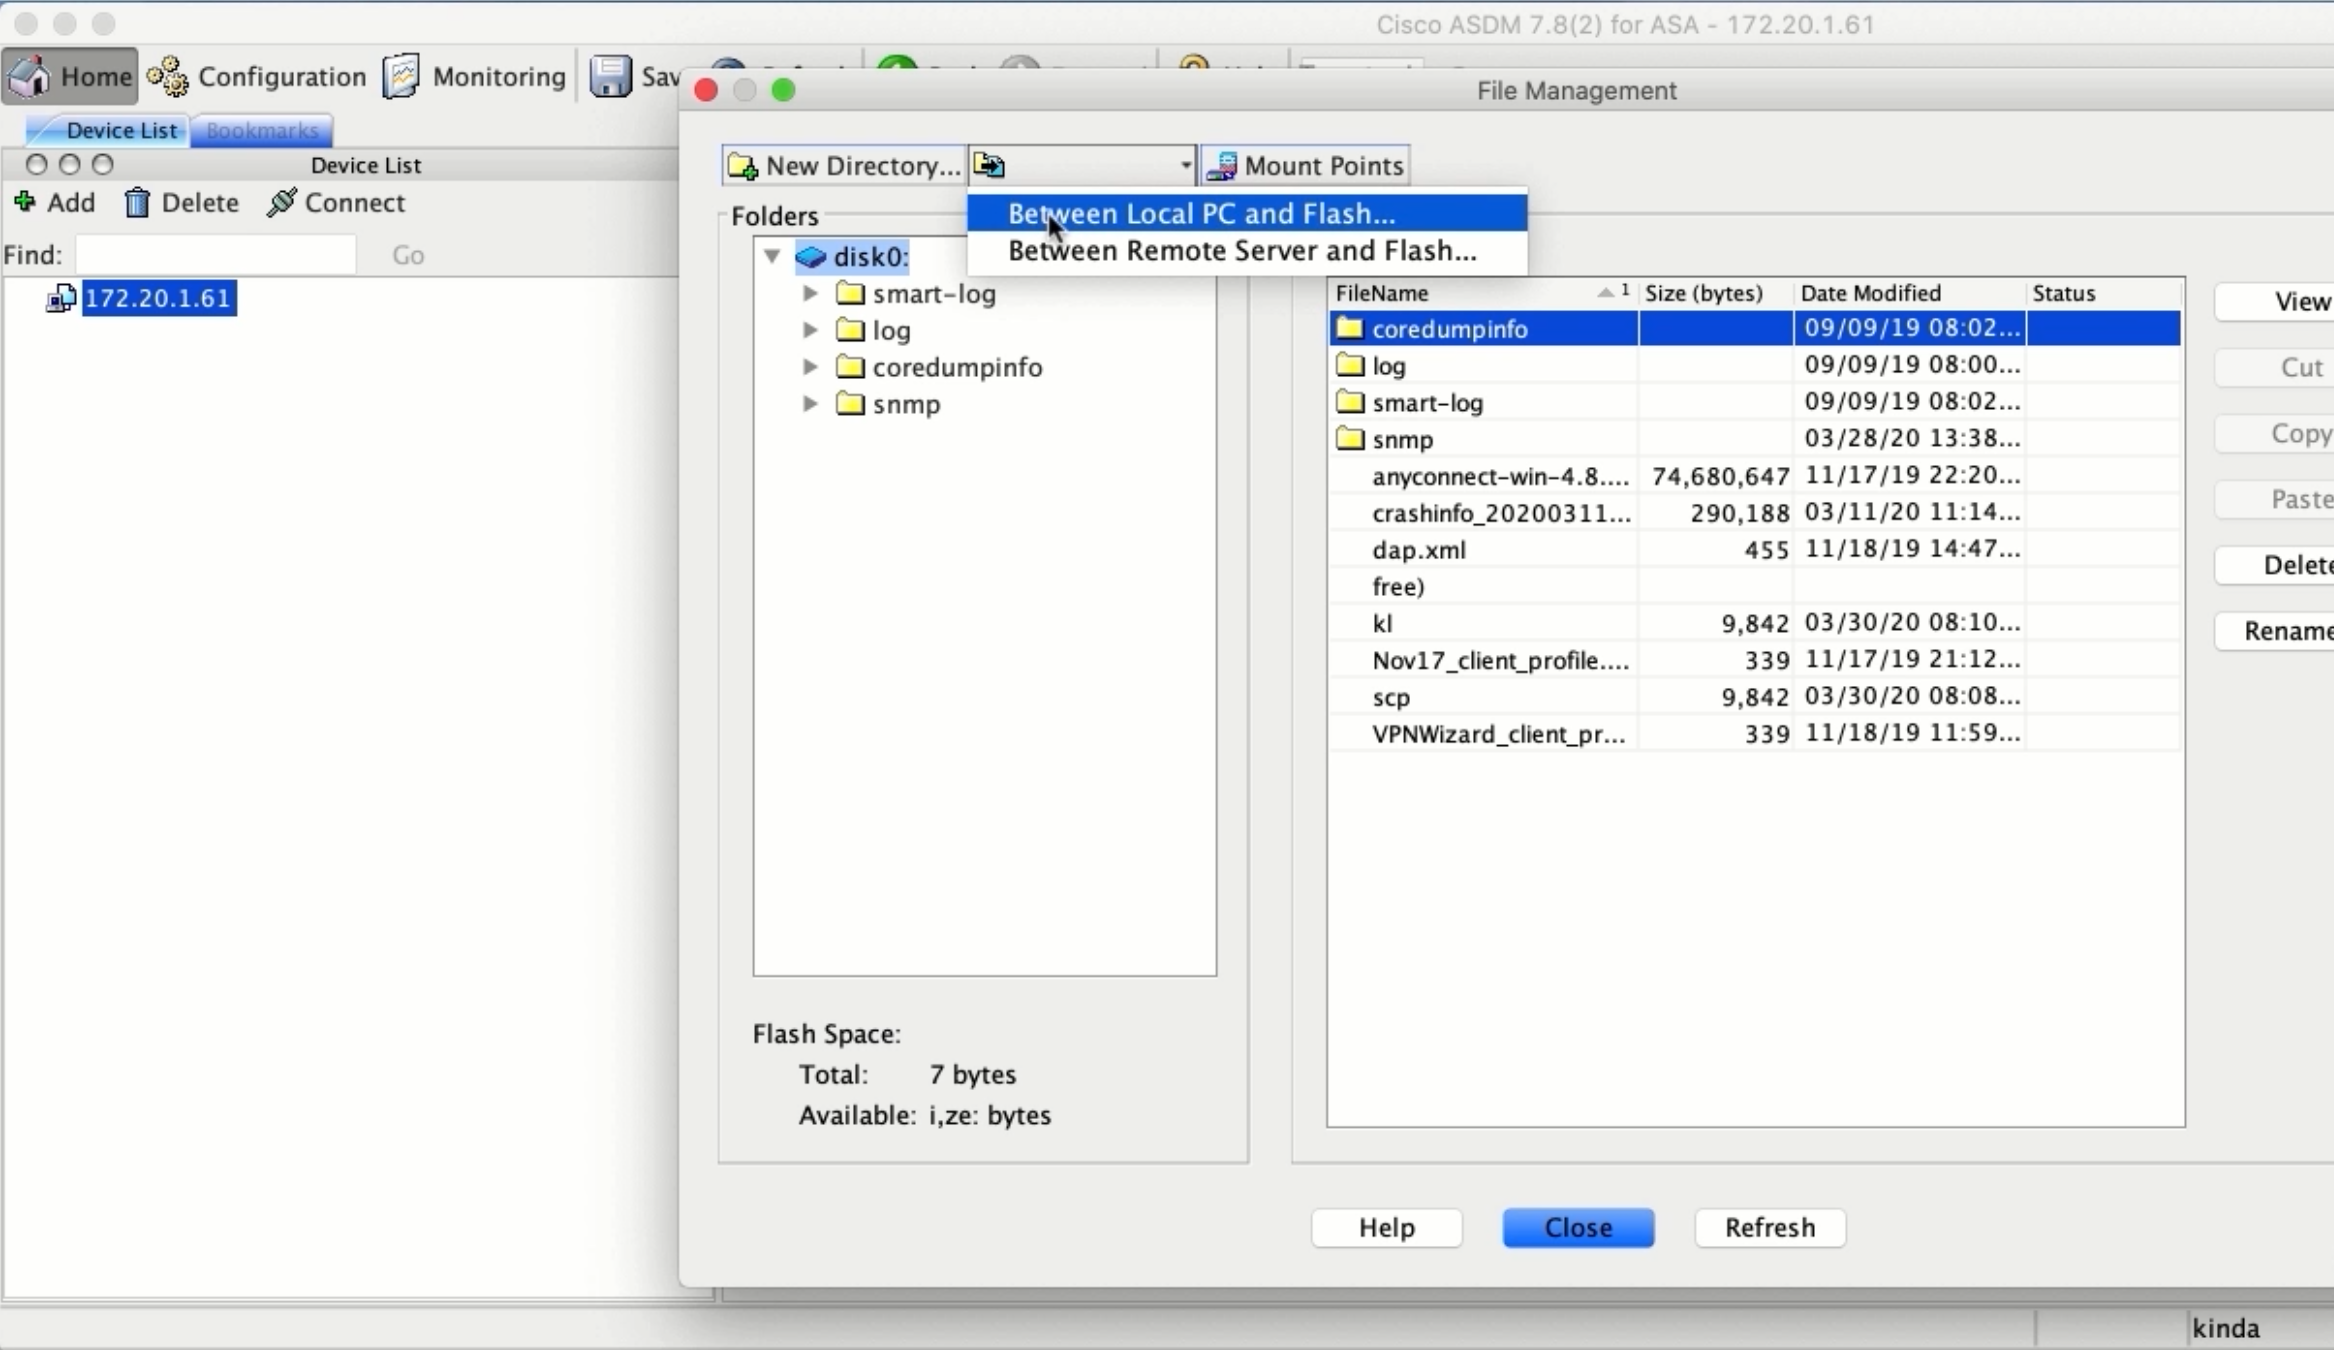 Cisco ASDM 7.8(2) for ASA - 172.20.1.61
Home Configuration Monitoring Sav
File Management
Device List Bookmarks
Device List
Add Delete Connect
Find: Go
172.20.1.61
New Directory... Mount Points
Between Local PC and Flash...
Between Remote Server and Flash...
Folders
disk0:
smart-log
log
coredumpinfo
snmp
Flash Space:
Total: 7 bytes
Available: i,ze: bytes
FileName 1 Size (bytes) Date Modified Status
coredumpinfo 09/09/19 08:02...
log 09/09/19 08:00...
smart-log 09/09/19 08:02...
snmp 03/28/20 13:38...
anyconnect-win-4.8.... 74,680,647 11/17/19 22:20...
crashinfo_20200311... 290,188 03/11/20 11:14...
dap.xml 455 11/18/19 14:47...
free)
kl 9,842 03/30/20 08:10...
Nov17_client_profile.... 339 11/17/19 21:12...
scp 9,842 03/30/20 08:08...
VPNWizard_client_pr... 339 11/18/19 11:59...
View
Cut
Copy
Paste
Delete
Rename
Help Close Refresh
kinda